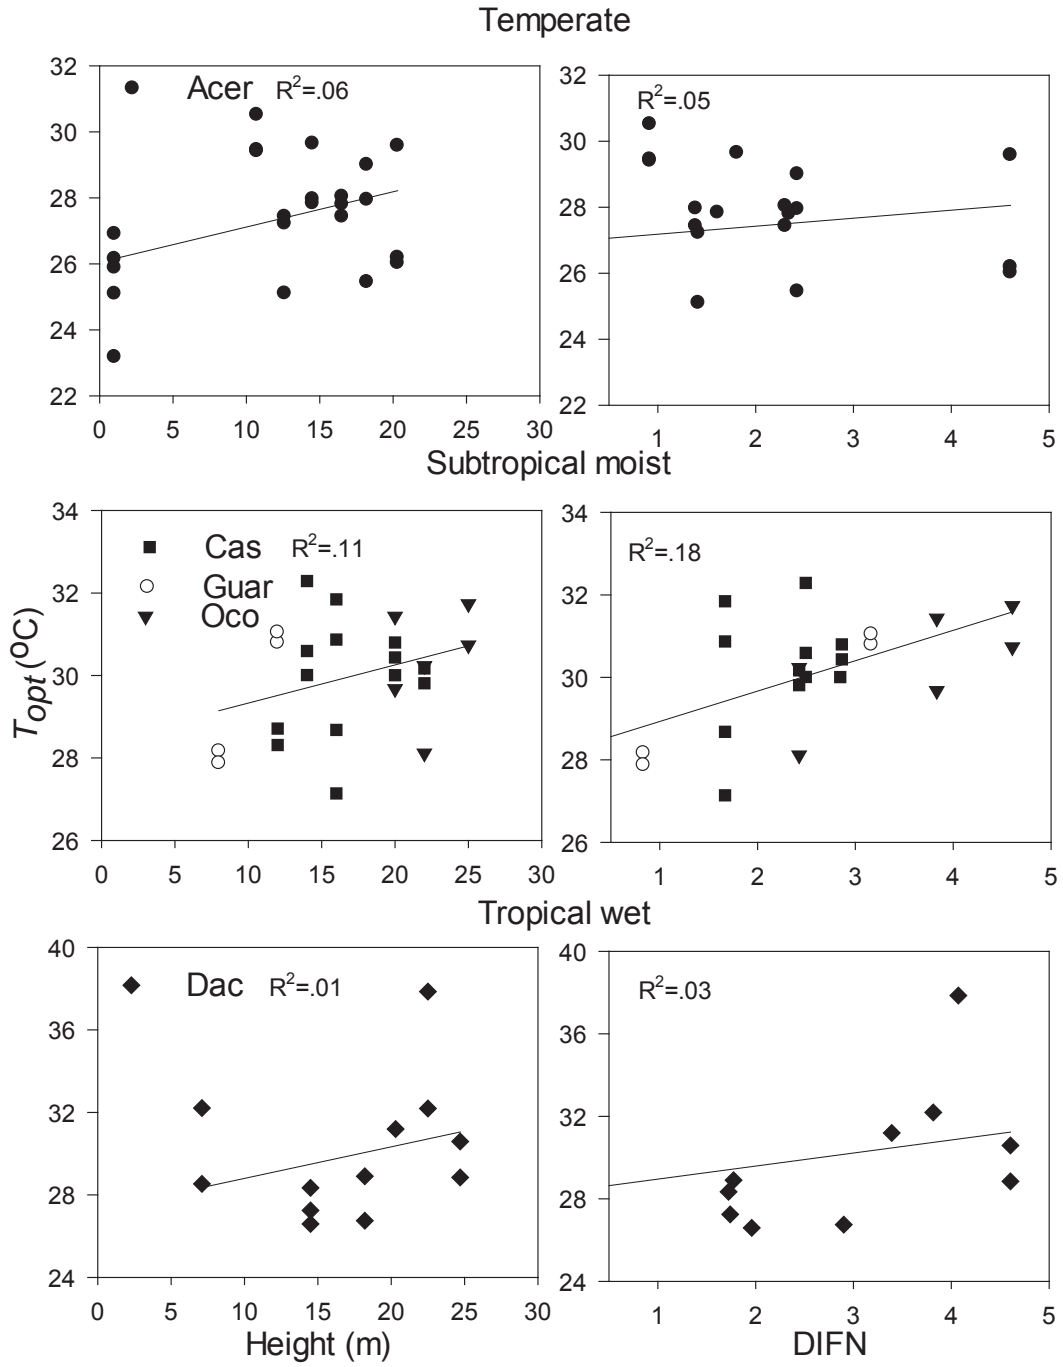 Temperate
32
30
28
26
24
22
Acer R²=.06
0 5 10 15 20 25 30
32
30
28
26
24
22
R²=.05
1 2 3 4 5
Subtropical moist
34
32
30
28
26
Cas R²=.11
Guar
Oco
0 5 10 15 20 25 30
34
32
30
28
26
R²=.18
1 2 3 4 5
Topt (°C)
Tropical wet
40
36
32
28
24
Dac R²=.01
0 5 10 15 20 25 30
Height (m)
40
36
32
28
24
R²=.03
1 2 3 4 5
DIFN